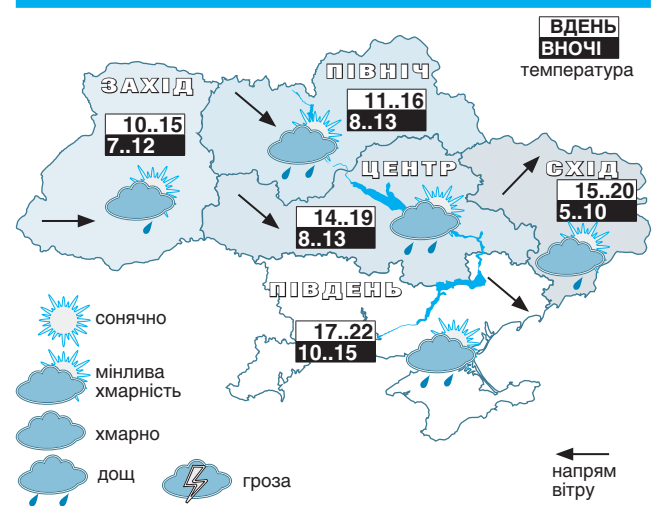 ВДЕНЬ
ВНОЧІ
температура
ПІВНІЧ
11..16
8..13
ЗАХІД
10..15
7..12
ЦЕНТР
14..19
8..13
СХІД
15..20
5..10
ПІВДЕНЬ
17..22
10..15
сонячно
мінлива
хмарність
хмарно
дощ
гроза
напрям
вітру